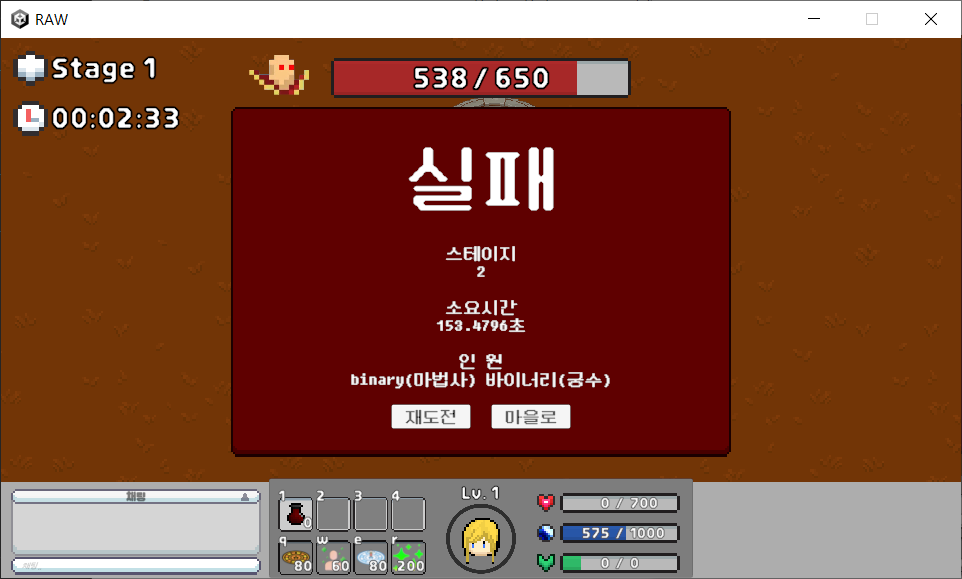 RAW
Stage 1
538 / 650
00:02:33
실패
스테이지
2
소요시간
153.4796초
인 원
binary(마법사) 바이너리(궁수)
재도전 마을로
채팅
채팅..
1 2 3 4
0
q w e r
80 60 80 200
Lv. 1
0 / 700
575 / 1000
0 / 0